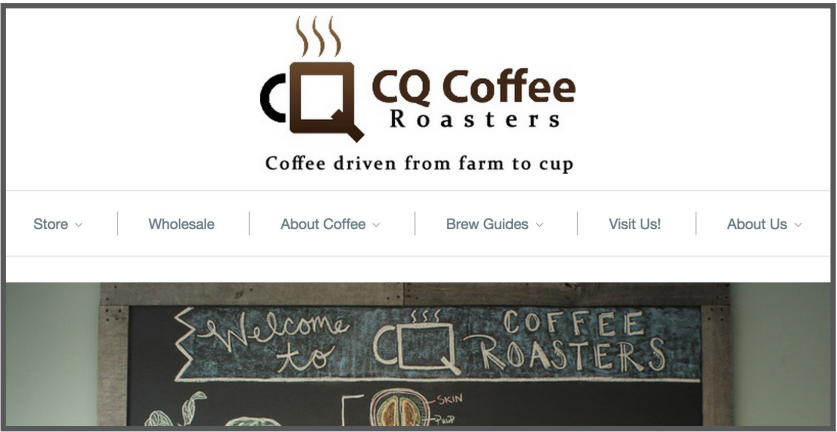 CQ Coffee
Roasters
Coffee driven from farm to cup
Store
Wholesale
About Coffee
Brew Guides
Visit Us!
About Us
Welcome
to
CQ COFFEE
ROASTERS
SKIN
PULP